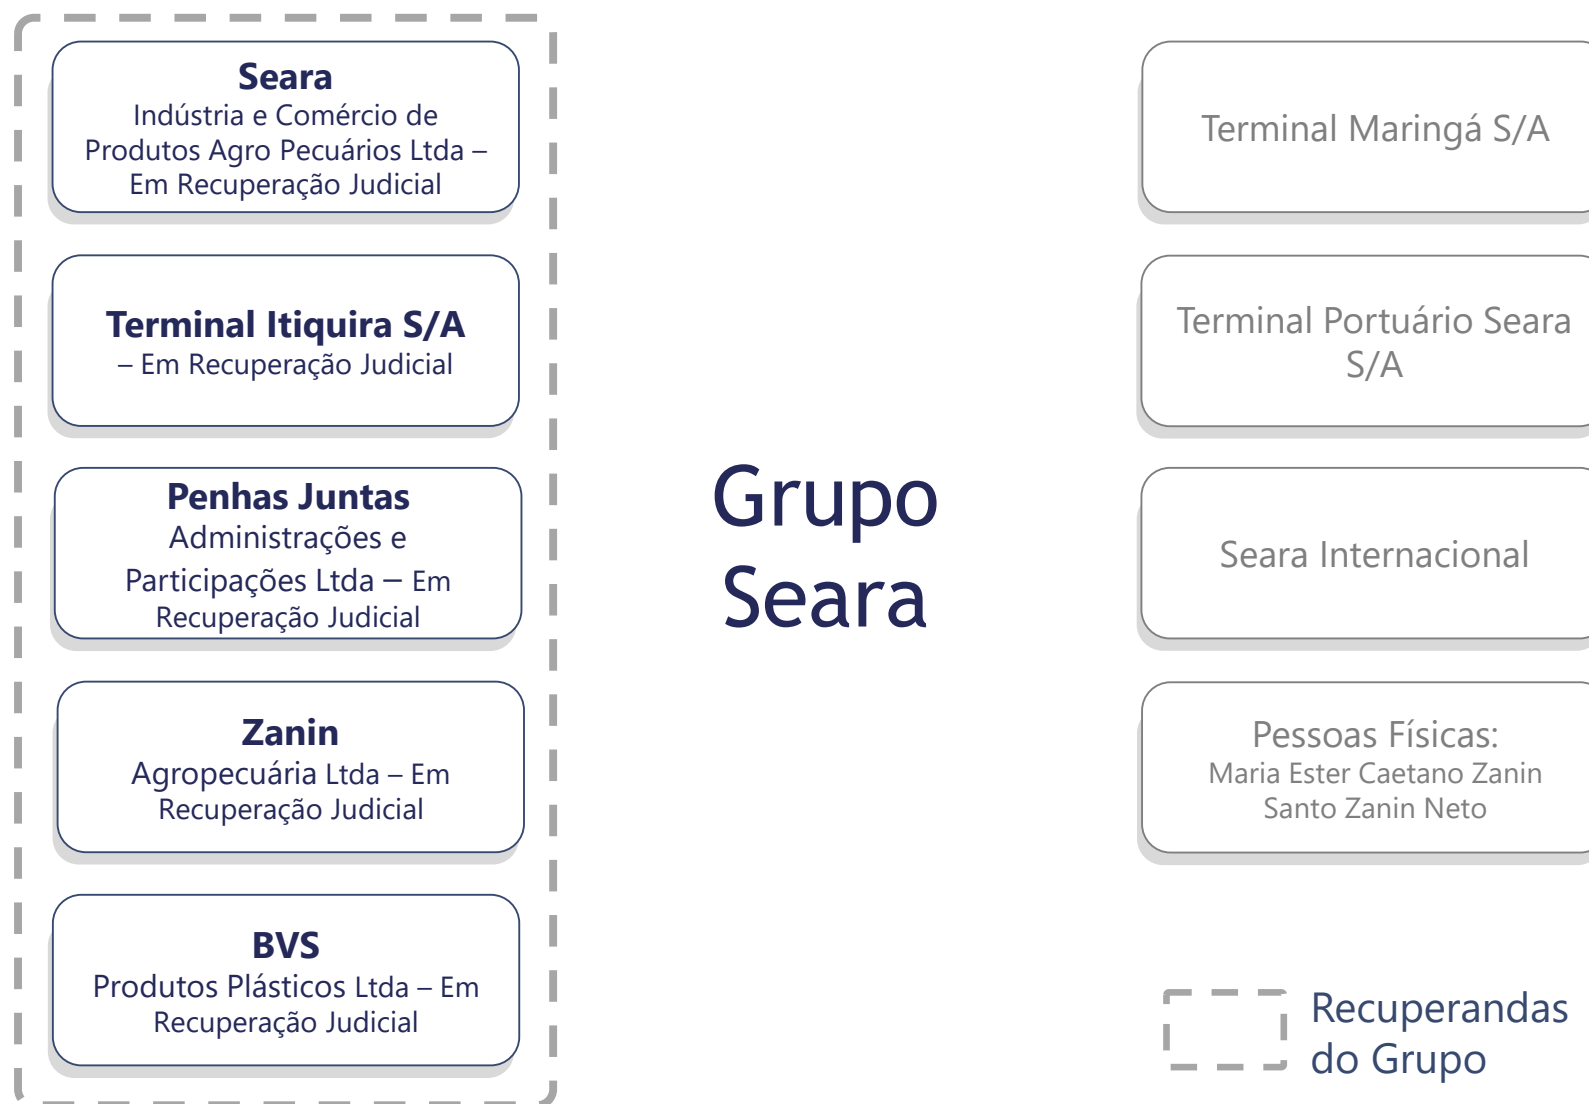 Seara
Indústria e Comércio de
Produtos Agro Pecuários Ltda –
Em Recuperação Judicial
Terminal Itiquira S/A
– Em Recuperação Judicial
Penhas Juntas
Administrações e
Participações Ltda – Em
Recuperação Judicial
Zanin
Agropecuária Ltda – Em
Recuperação Judicial
BVS
Produtos Plásticos Ltda – Em
Recuperação Judicial
Grupo
Seara
Terminal Maringá S/A
Terminal Portuário Seara
S/A
Seara Internacional
Pessoas Físicas:
Maria Ester Caetano Zanin
Santo Zanin Neto
Recuperandas
do Grupo